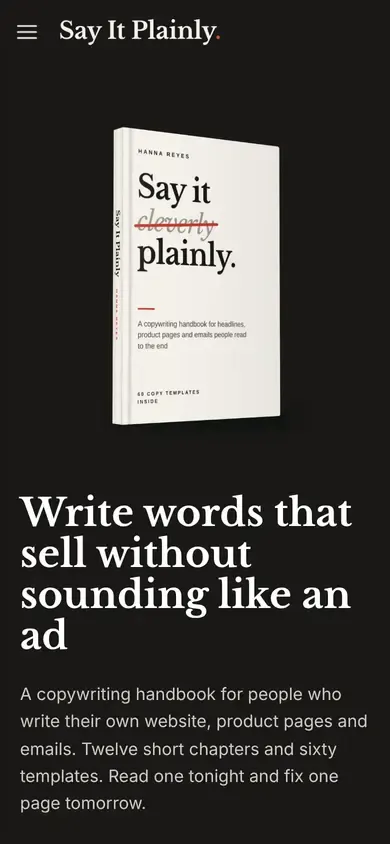 Say It Plainly.
HANNA REYES
Say it
cleverly
plainly.
A copywriting handbook for headlines,
product pages and emails people read
to the end
60 COPY TEMPLATES
INSIDE
Say It Plainly
HANNA REYES
Write words that
sell without
sounding like an
ad
A copywriting handbook for people who
write their own website, product pages and
emails. Twelve short chapters and sixty
templates. Read one tonight and fix one
page tomorrow.